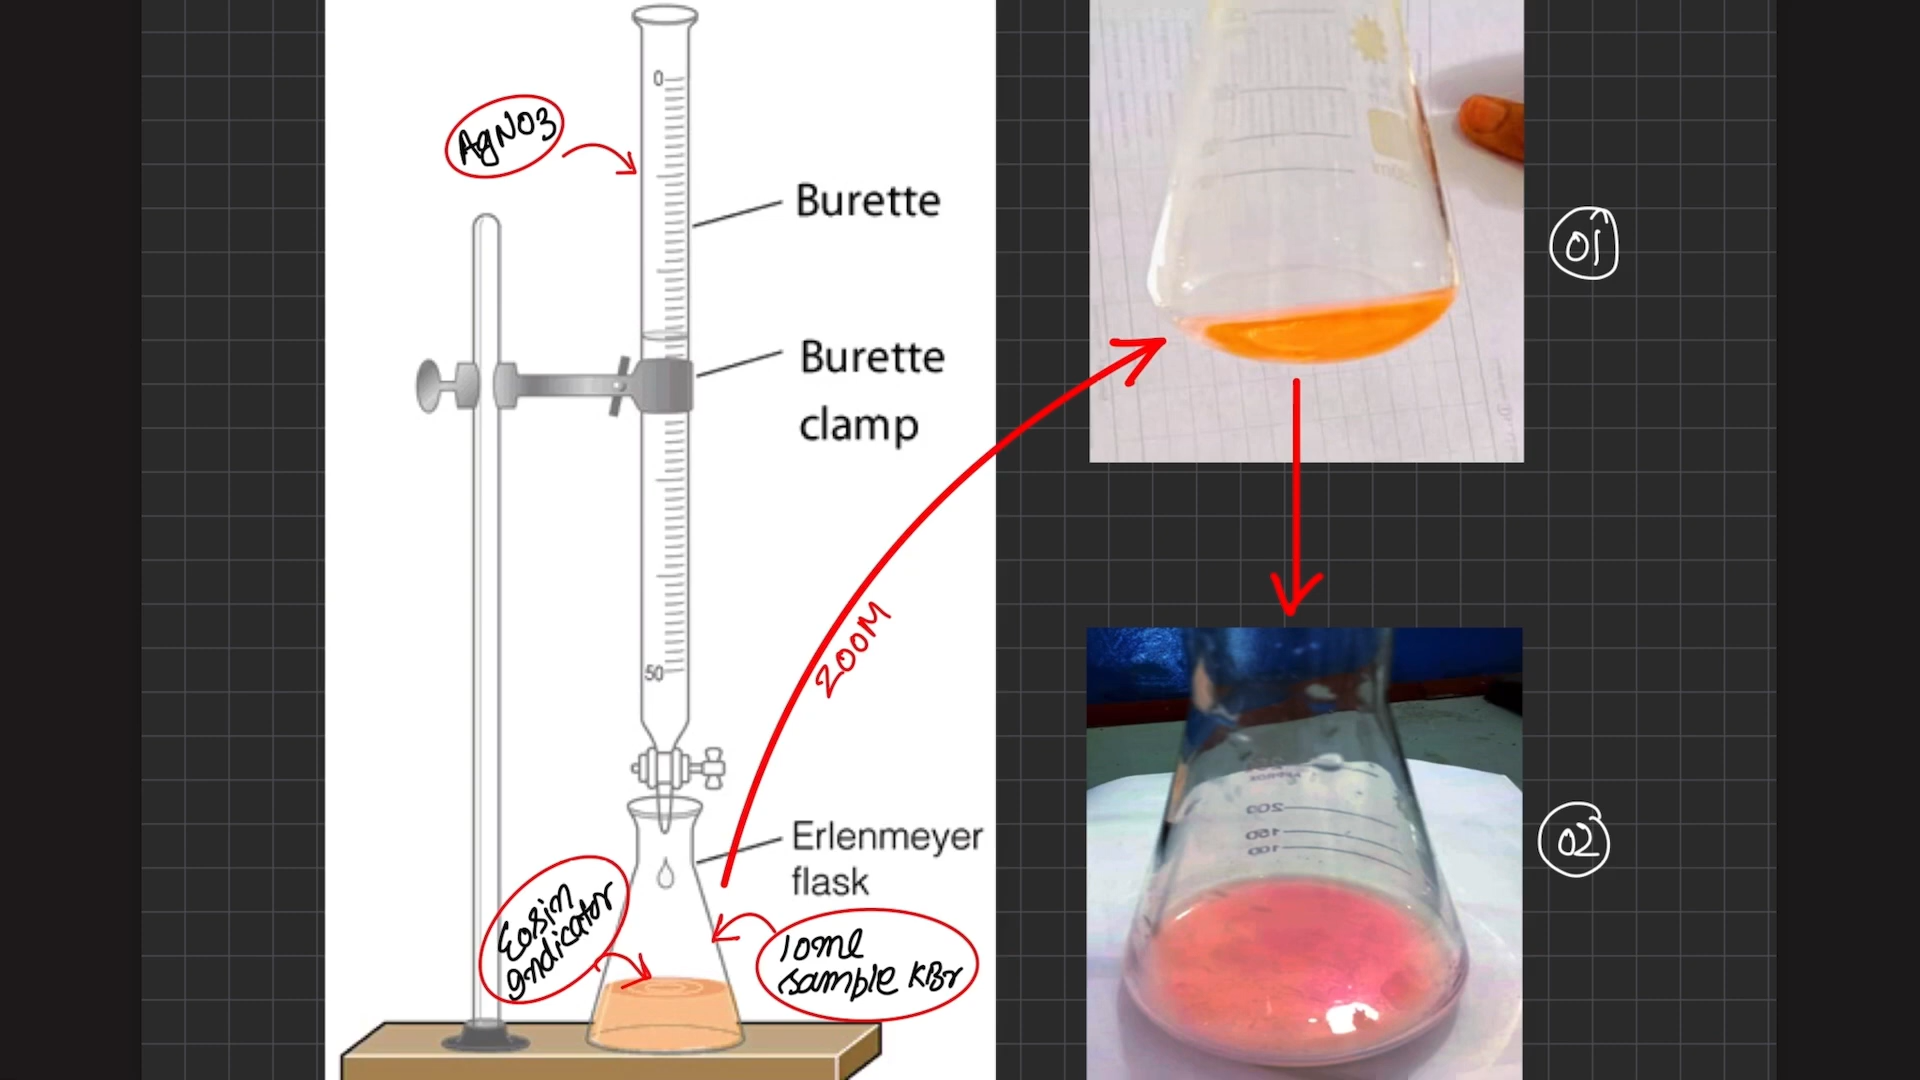 0
AgNO3
Burette
Burette
clamp
50
ZOOM
Erlenmeyer
flask
Eosin
indicator
10ml
sample KBr
01
02
200
150
100